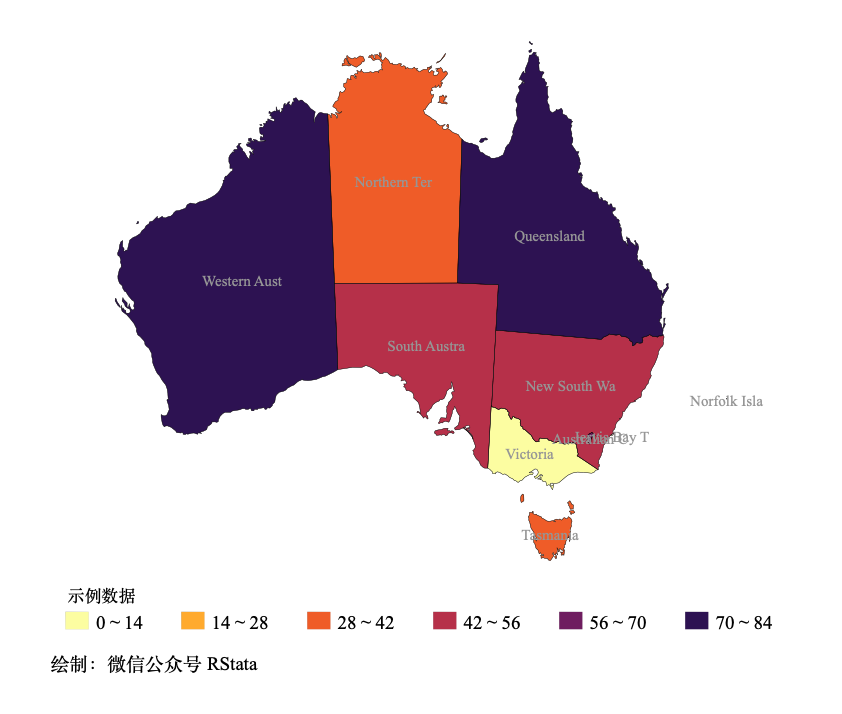 Northern Ter
Queensland
Western Aust
South Austra
New South Wa
Norfolk Isla
Australian C
Jervis Bay T
Victoria
Tasmania
示例数据
0 ~ 14
14 ~ 28
28 ~ 42
42 ~ 56
56 ~ 70
70 ~ 84
绘制：微信公众号 RStata